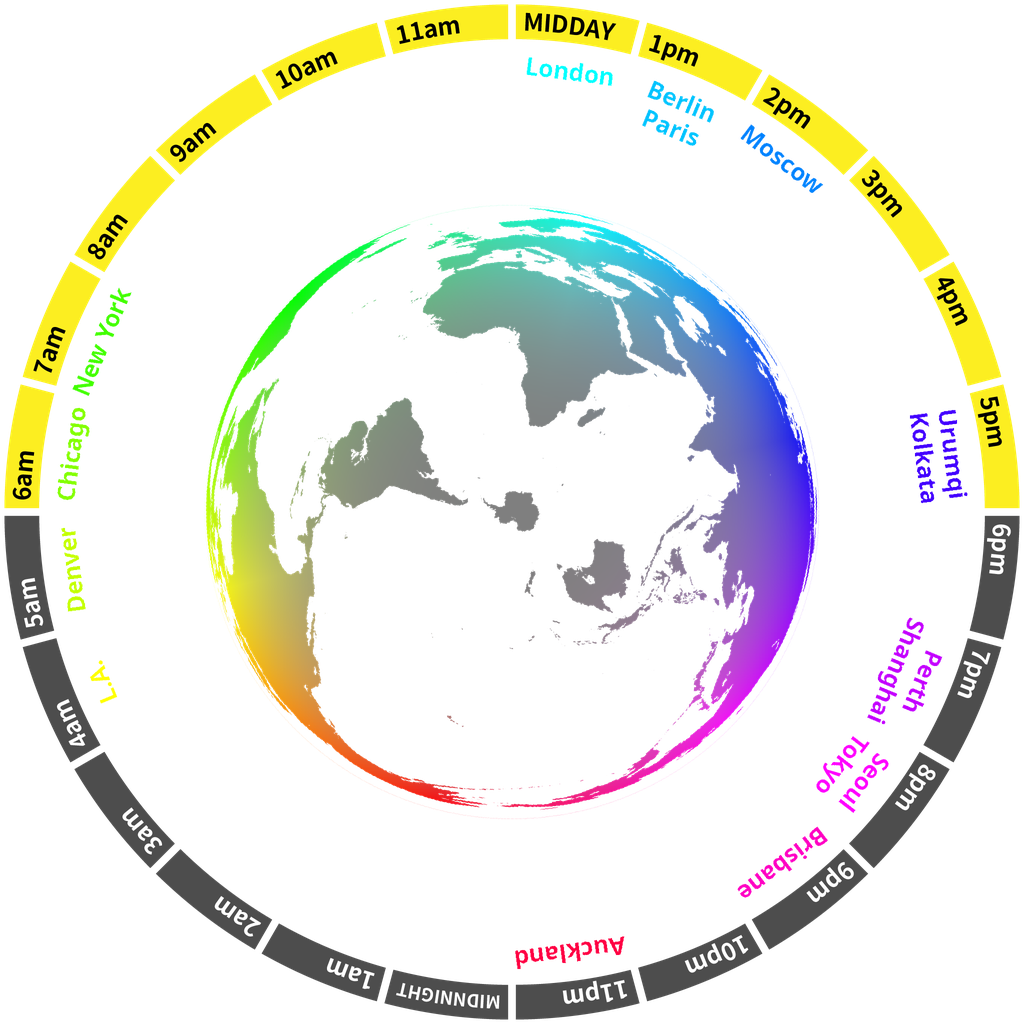 MIDDAY
1pm
2pm
3pm
4pm
5pm
6pm
7pm
8pm
9pm
10pm
11pm
MIDNNIGHT
1am
2am
3am
4am
5am
6am
7am
8am
9am
10am
11am
London
Berlin
Paris
Moscow
Urumqi
Kolkata
Perth
Shanghai
Seoul
Tokyo
Brisbane
Auckland
L.A.
Denver
Chicago
New York